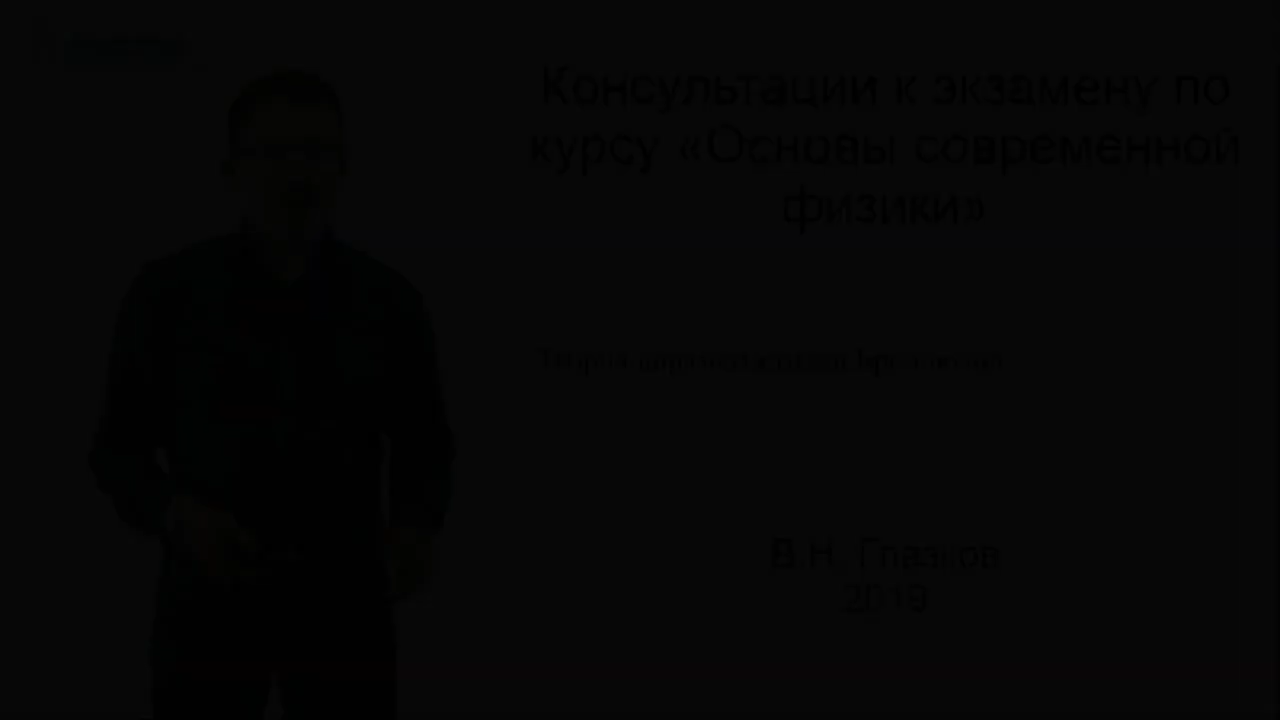 Консультации к экзамену по
курсу «Основы современной
физики»
В.Н. Глазков
2019